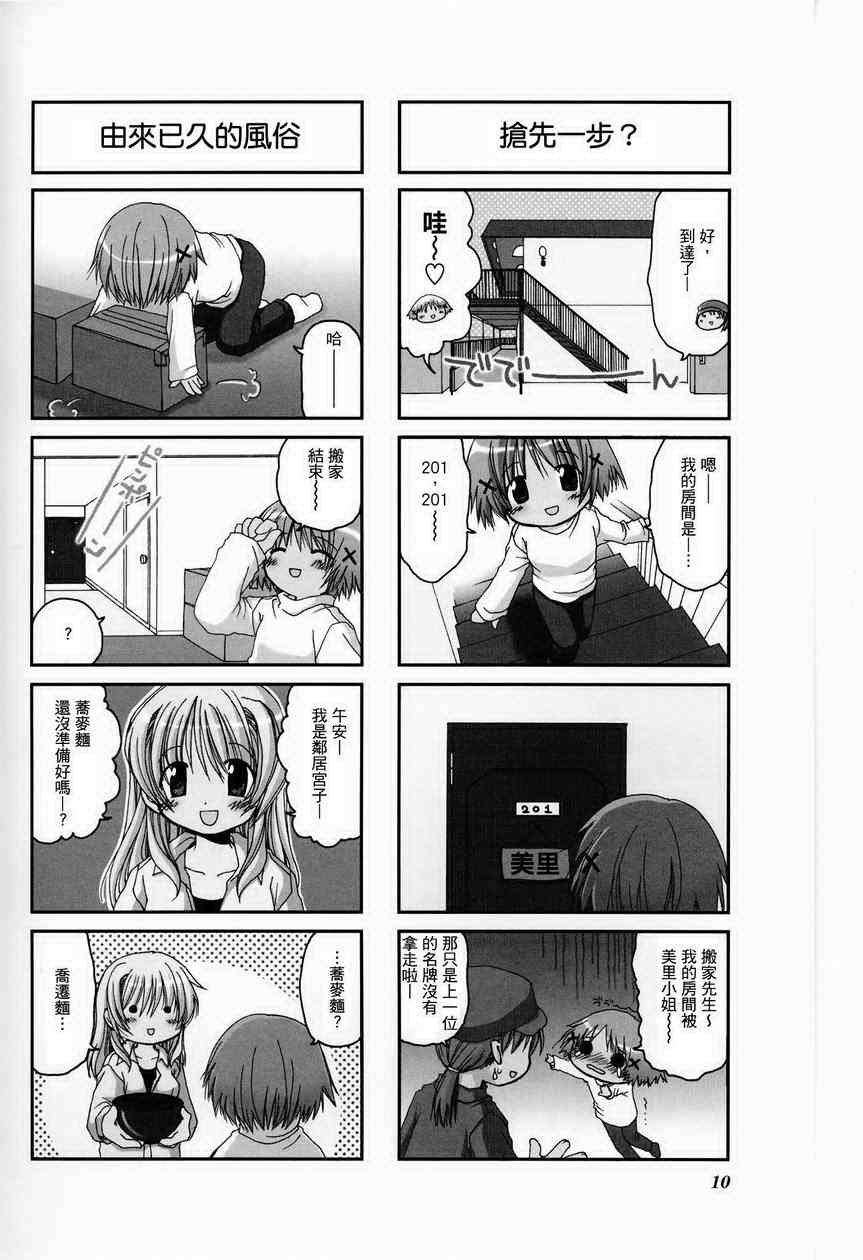 搶先一步？
好，
到達了—
哇～♡
ででーーん
嗯——
我的房間是—…
201，
201～
201
美里
搬家先生～
我的房間被
美里小姐～
那只是上一位
的名牌沒有
拿走啦—
由來已久的風俗
哈——
搬家
結束～
？
午安—
我是鄰居宮子—
蕎麥麵
還沒準備好嗎—？
…蕎麥麵？
喬遷麵…
10